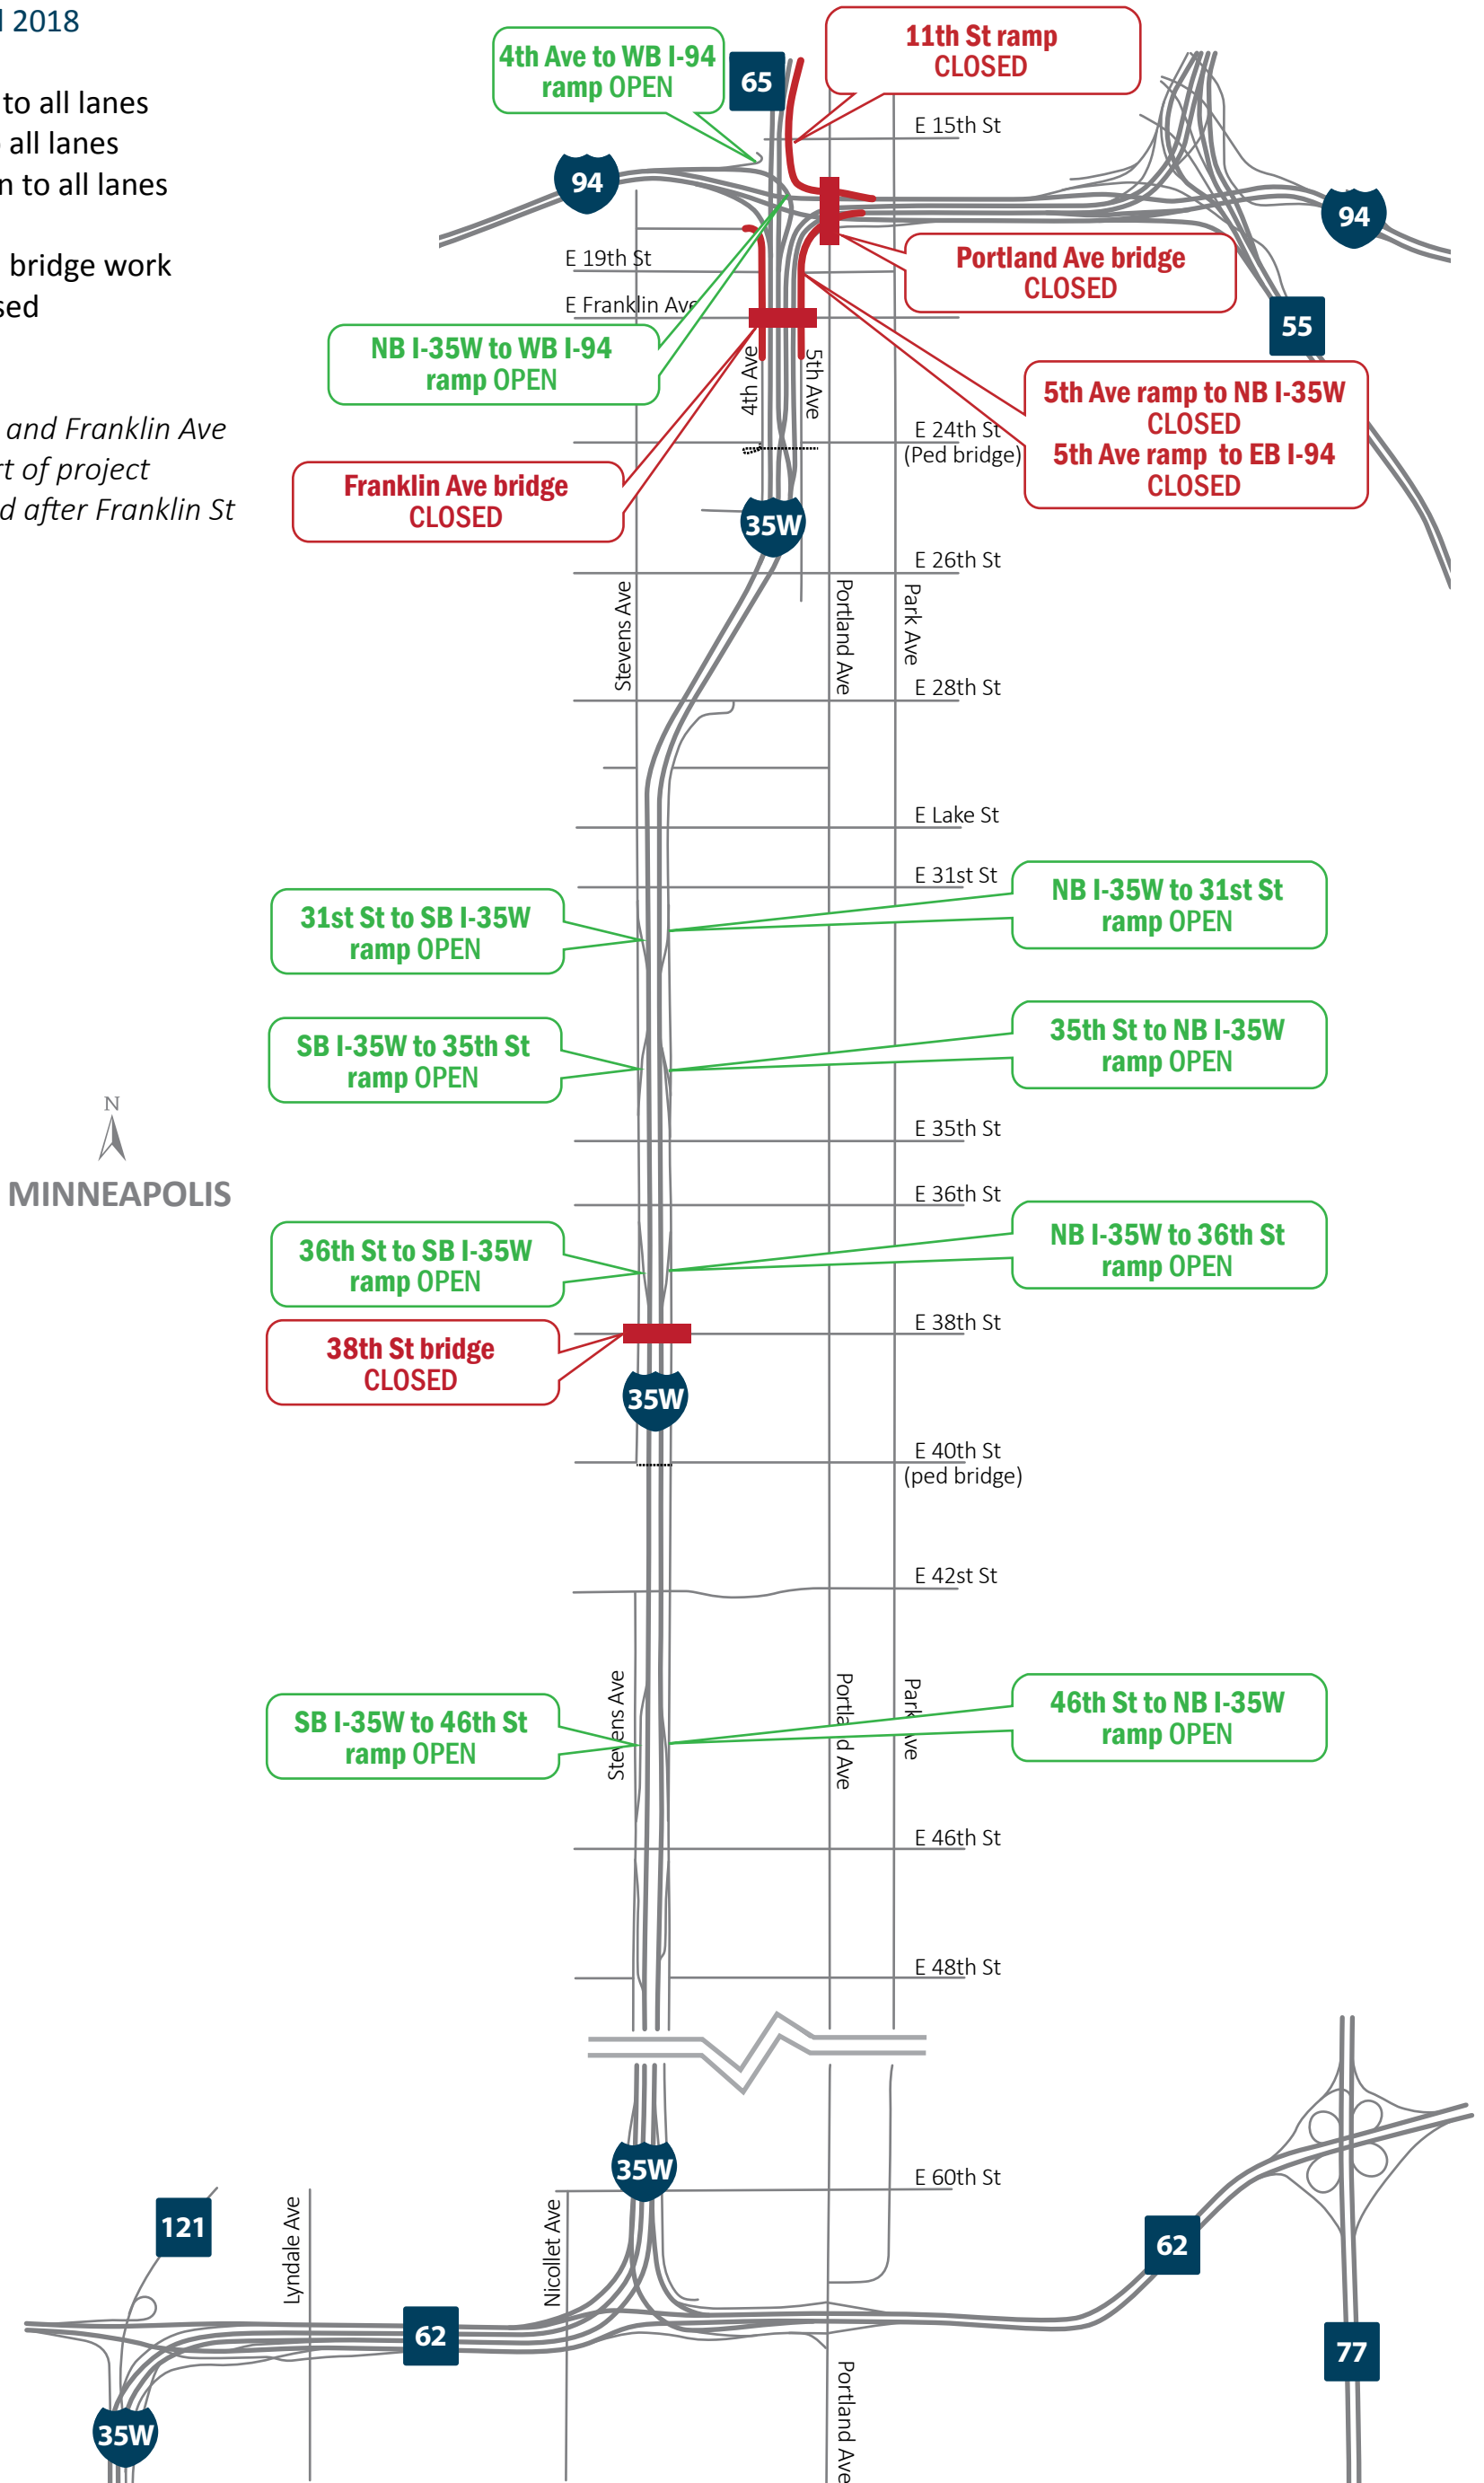 2018
to all lanes
all lanes
n to all lanes
bridge work
sed
and Franklin Ave
rt of project
d after Franklin St
4th Ave to WB I-94
ramp OPEN
65
11th St ramp
CLOSED
E 15th St
94
94
E 19th St
Portland Ave bridge
CLOSED
E Franklin Ave
55
NB I-35W to WB I-94
ramp OPEN
4th Ave
5th Ave
5th Ave ramp to NB I-35W
CLOSED
5th Ave ramp to EB I-94
CLOSED
E 24th St
(Ped bridge)
Franklin Ave bridge
CLOSED
35W
E 26th St
Stevens Ave
Portland Ave
Park Ave
E 28th St
E Lake St
E 31st St
NB I-35W to 31st St
ramp OPEN
31st St to SB I-35W
ramp OPEN
SB I-35W to 35th St
ramp OPEN
35th St to NB I-35W
ramp OPEN
N
MINNEAPOLIS
E 35th St
E 36th St
36th St to SB I-35W
ramp OPEN
NB I-35W to 36th St
ramp OPEN
E 38th St
38th St bridge
CLOSED
35W
E 40th St
(ped bridge)
E 42st St
Stevens Ave
Portland Ave
Park Ave
SB I-35W to 46th St
ramp OPEN
46th St to NB I-35W
ramp OPEN
E 46th St
E 48th St
35W
E 60th St
121
Lyndale Ave
Nicollet Ave
62
62
77
Portland Ave
35W